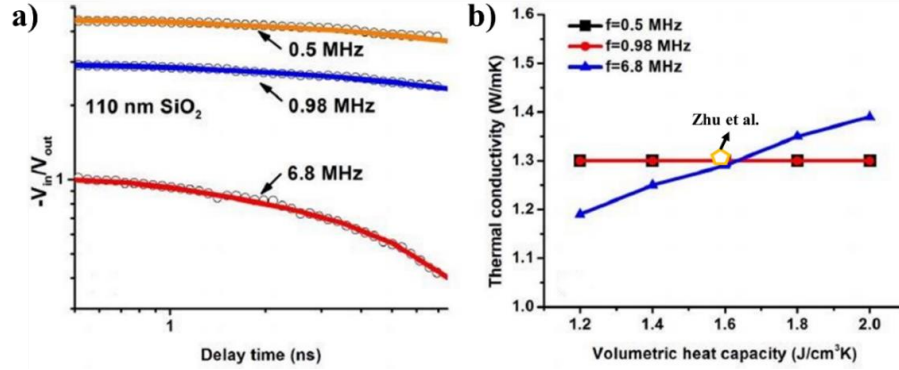 a)
-Vin/Vout
1
0.5 MHz
0.98 MHz
110 nm SiO2
6.8 MHz
1
Delay time (ns)
b)
Thermal conductivity (W/mK)
f=0.5 MHz
f=0.98 MHz
f=6.8 MHz
Zhu et al.
1.6
1.5
1.4
1.3
1.2
1.1
1.0
1.2 1.4 1.6 1.8 2.0
Volumetric heat capacity (J/cm3K)